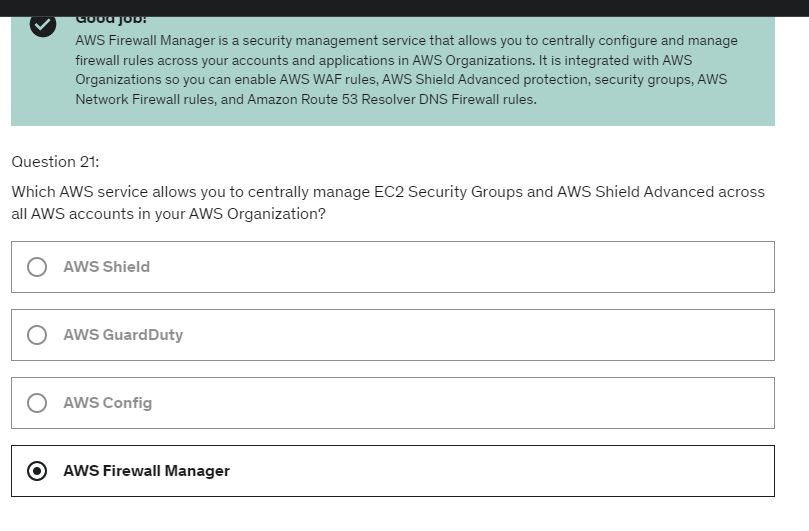 Good job!
AWS Firewall Manager is a security management service that allows you to centrally configure and manage
firewall rules across your accounts and applications in AWS Organizations. It is integrated with AWS
Organizations so you can enable AWS WAF rules, AWS Shield Advanced protection, security groups, AWS
Network Firewall rules, and Amazon Route 53 Resolver DNS Firewall rules.
Question 21:
Which AWS service allows you to centrally manage EC2 Security Groups and AWS Shield Advanced across
all AWS accounts in your AWS Organization?
AWS Shield
AWS GuardDuty
AWS Config
AWS Firewall Manager